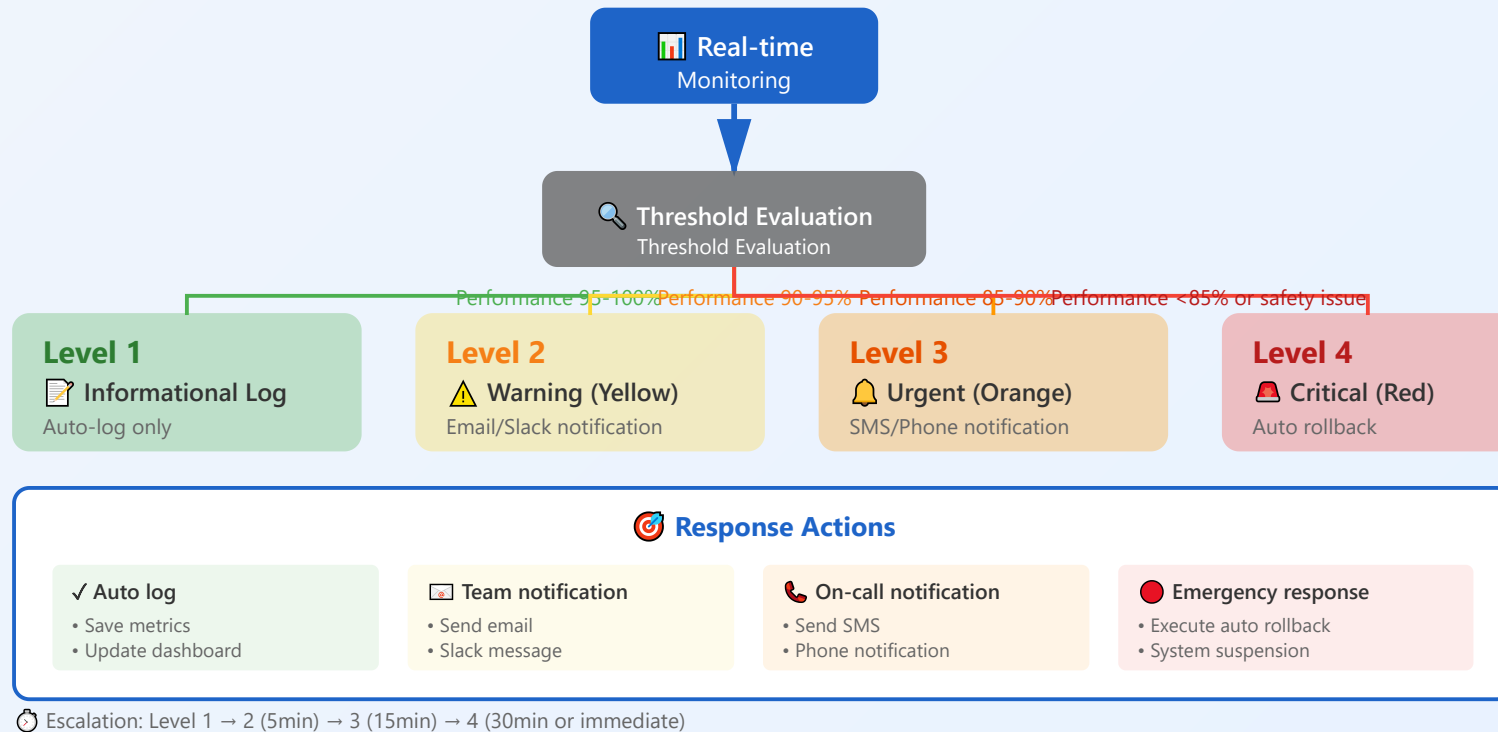 Real-time
Monitoring
Threshold Evaluation
Threshold Evaluation
Performance 95-100%
Performance 90-95%
Performance 85-90%
Performance <85% or safety issue
Level 1
Informational Log
Auto-log only
Level 2
Warning (Yellow)
Email/Slack notification
Level 3
Urgent (Orange)
SMS/Phone notification
Level 4
Critical (Red)
Auto rollback
Response Actions
✓ Auto log
• Save metrics
• Update dashboard
Team notification
• Send email
• Slack message
On-call notification
• Send SMS
• Phone notification
Emergency response
• Execute auto rollback
• System suspension
Escalation: Level 1 → 2 (5min) → 3 (15min) → 4 (30min or immediate)